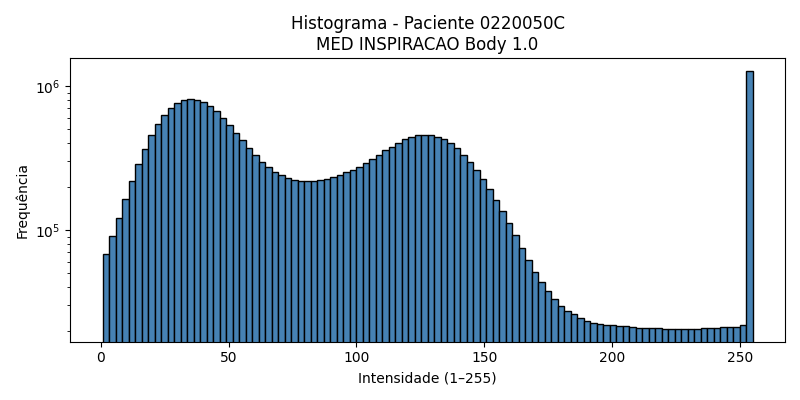 Histograma - Paciente 0220050C
MED INSPIRACAO Body 1.0
Frequência
10⁶
10⁵
0 50 100 150 200 250
Intensidade (1–255)